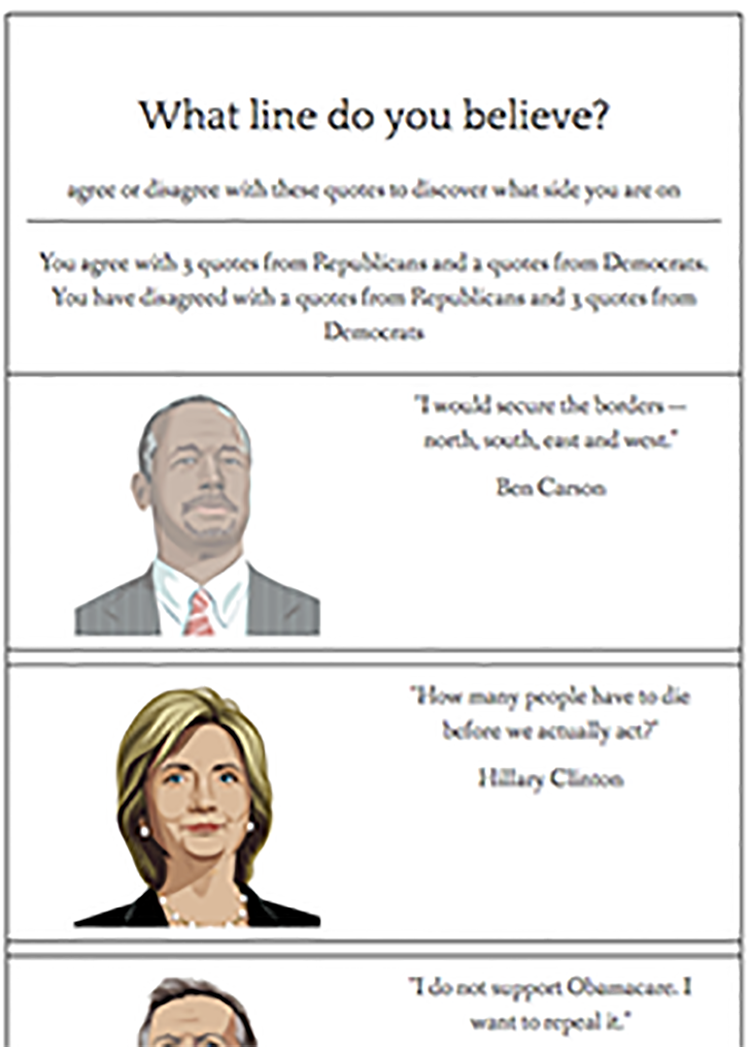 What line do you believe?
agree or disagree with these quotes to discover what side you are on
You agree with 3 quotes from Republicans and 2 quotes from Democrats.
You have disagreed with 2 quotes from Republicans and 3 quotes from
Democrats
"I would secure the borders —
north, south, east and west."
Ben Carson
"How many people have to die
before we actually act?"
Hillary Clinton
"I do not support Obamacare. I
want to repeal it."